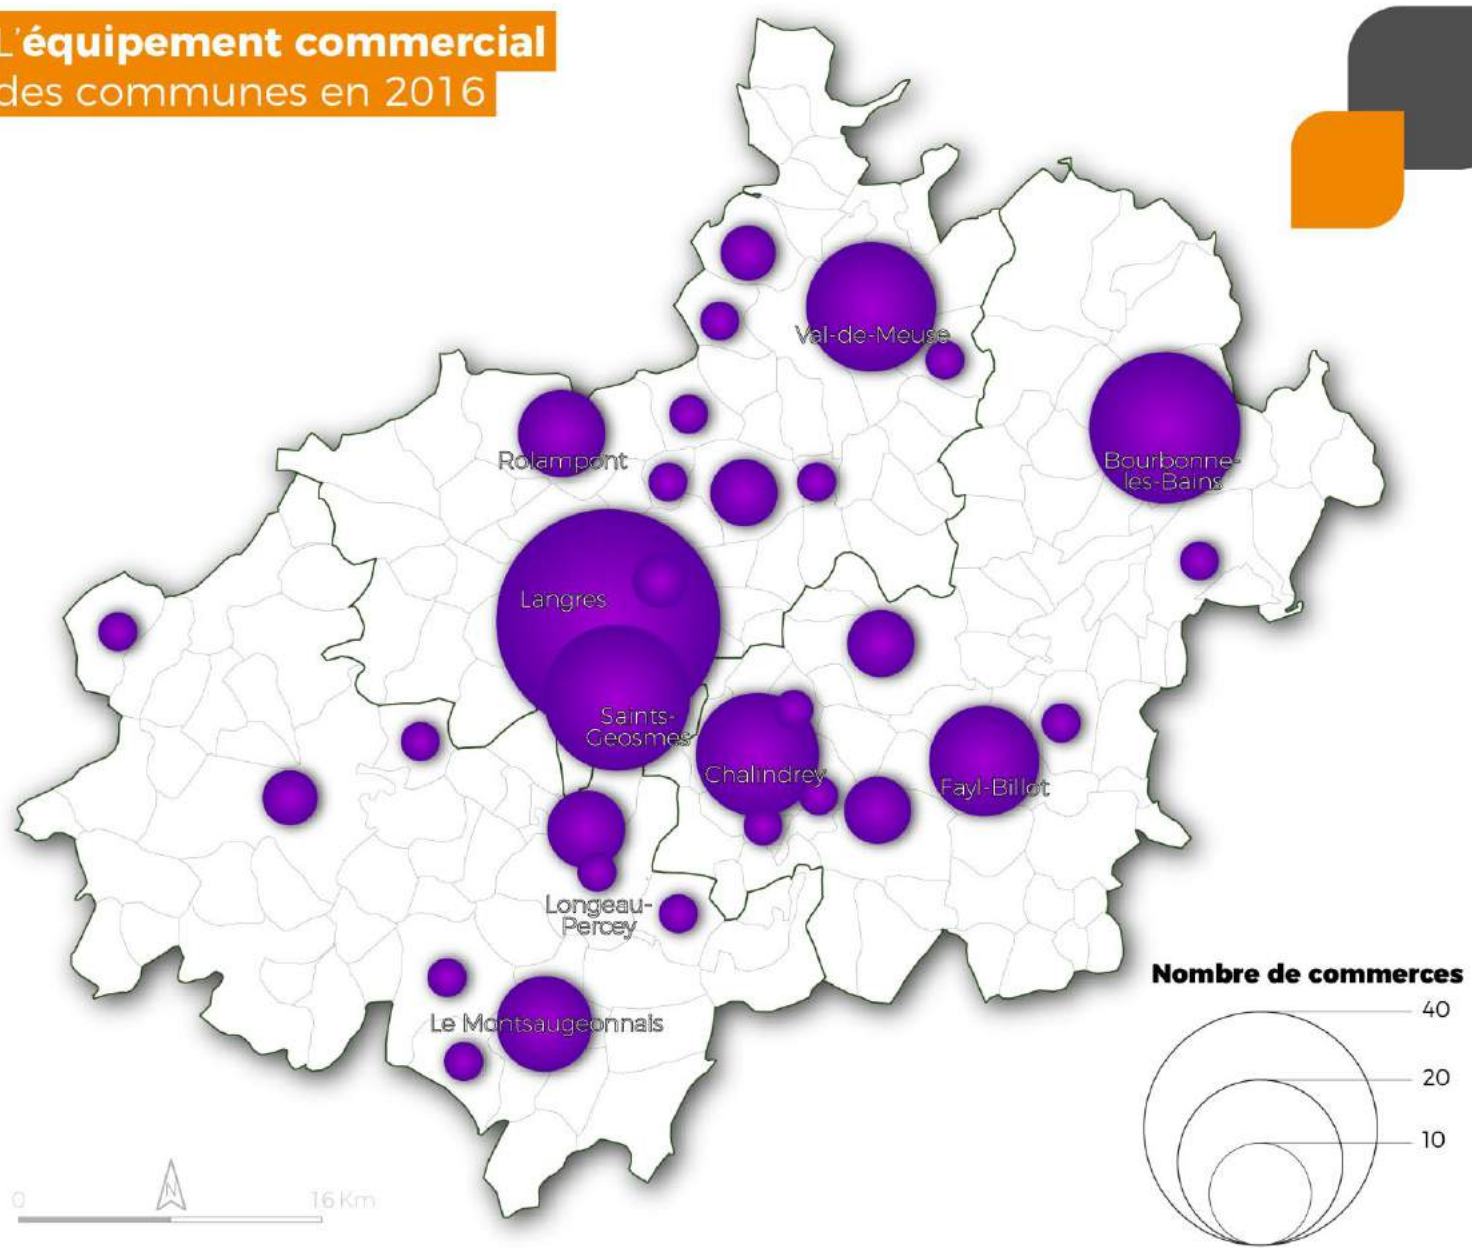 L'équipement commercial
des communes en 2016
Val-de-Meuse
Rolampont
Bourbonne-
les-Bains
Langres
Saints-
Geosmes
Chalindrey
Fayl-Billot
Longeau-
Percey
Le Montsaugeonnais
Nombre de commerces
40
20
10
0
N
16 Km